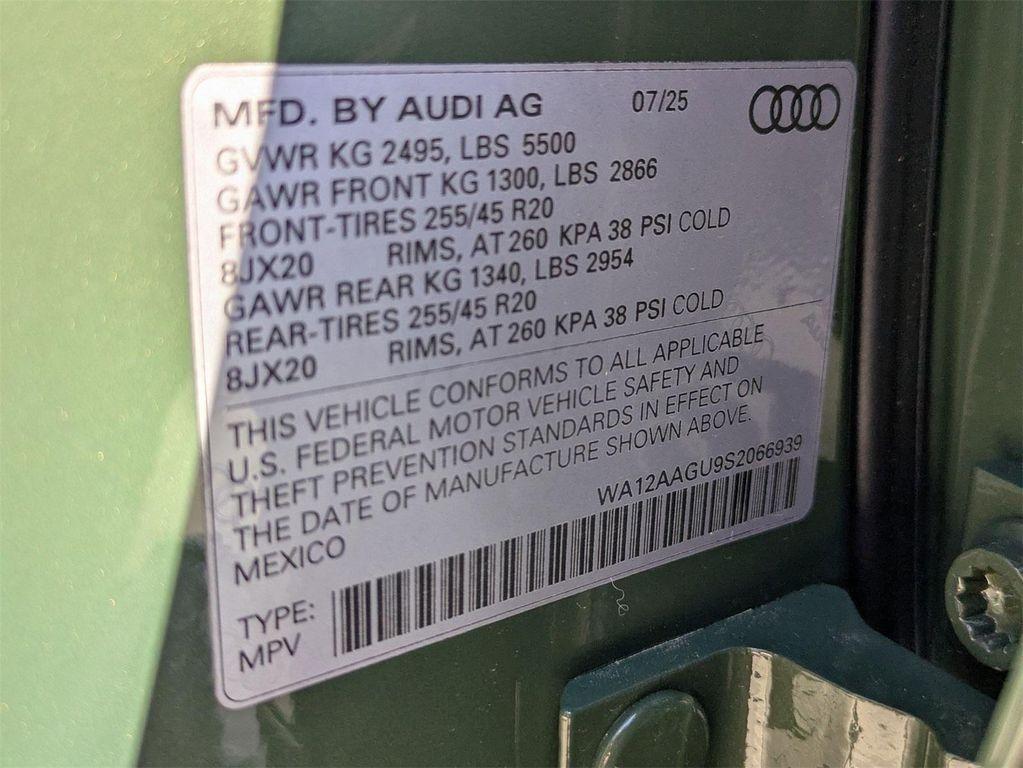 MFD. BY AUDI AG 07/25
GVWR KG 2495, LBS 5500
GAWR FRONT KG 1300, LBS 2866
FRONT-TIRES 255/45 R20
8JX20 RIMS, AT 260 KPA 38 PSI COLD
GAWR REAR KG 1340, LBS 2954
REAR-TIRES 255/45 R20
8JX20 RIMS, AT 260 KPA 38 PSI COLD
THIS VEHICLE CONFORMS TO ALL APPLICABLE
U.S. FEDERAL MOTOR VEHICLE SAFETY AND
THEFT PREVENTION STANDARDS IN EFFECT ON
THE DATE OF MANUFACTURE SHOWN ABOVE.
MEXICO WA12AAGU9S2066939
TYPE:
MPV